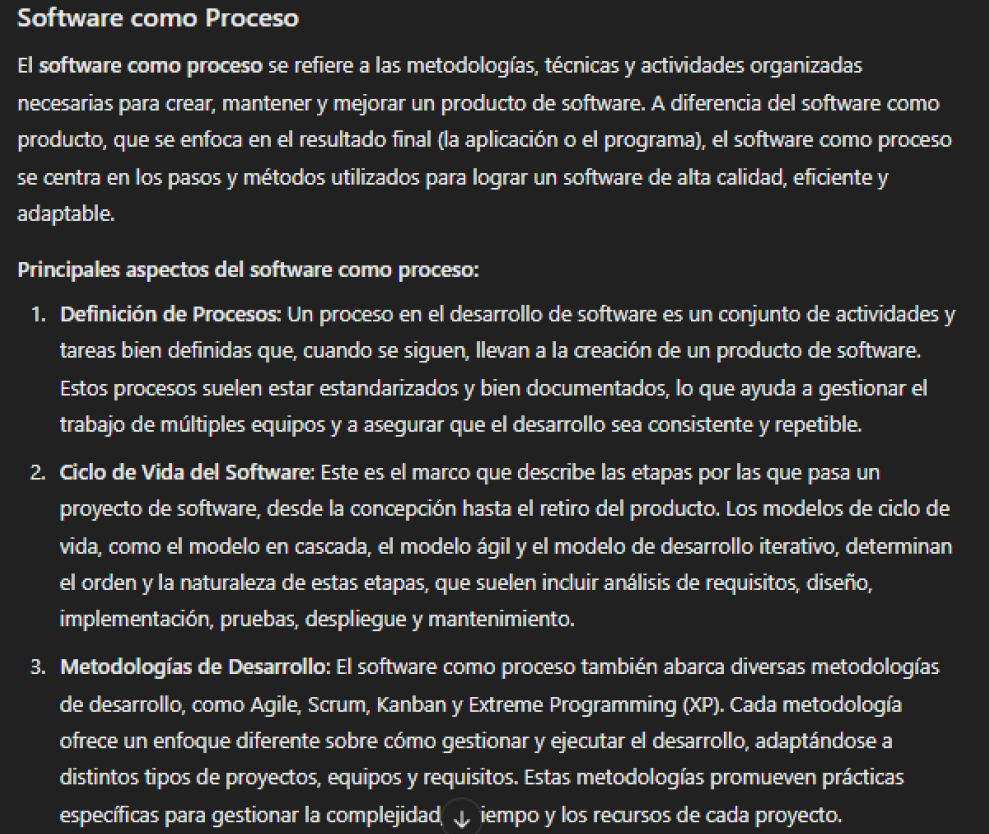 Software como Proceso
El software como proceso se refiere a las metodologías, técnicas y actividades organizadas
necesarias para crear, mantener y mejorar un producto de software. A diferencia del software como
producto, que se enfoca en el resultado final (la aplicación o el programa), el software como proceso
se centra en los pasos y métodos utilizados para lograr un software de alta calidad, eficiente y
adaptable.
Principales aspectos del software como proceso:
1. Definición de Procesos: Un proceso en el desarrollo de software es un conjunto de actividades y
tareas bien definidas que, cuando se siguen, llevan a la creación de un producto de software.
Estos procesos suelen estar estandarizados y bien documentados, lo que ayuda a gestionar el
trabajo de múltiples equipos y a asegurar que el desarrollo sea consistente y repetible.
2. Ciclo de Vida del Software: Este es el marco que describe las etapas por las que pasa un
proyecto de software, desde la concepción hasta el retiro del producto. Los modelos de ciclo de
vida, como el modelo en cascada, el modelo ágil y el modelo de desarrollo iterativo, determinan
el orden y la naturaleza de estas etapas, que suelen incluir análisis de requisitos, diseño,
implementación, pruebas, despliegue y mantenimiento.
3. Metodologías de Desarrollo: El software como proceso también abarca diversas metodologías
de desarrollo, como Agile, Scrum, Kanban y Extreme Programming (XP). Cada metodología
ofrece un enfoque diferente sobre cómo gestionar y ejecutar el desarrollo, adaptándose a
distintos tipos de proyectos, equipos y requisitos. Estas metodologías promueven prácticas
específicas para gestionar la complejidad, iempo y los recursos de cada proyecto.